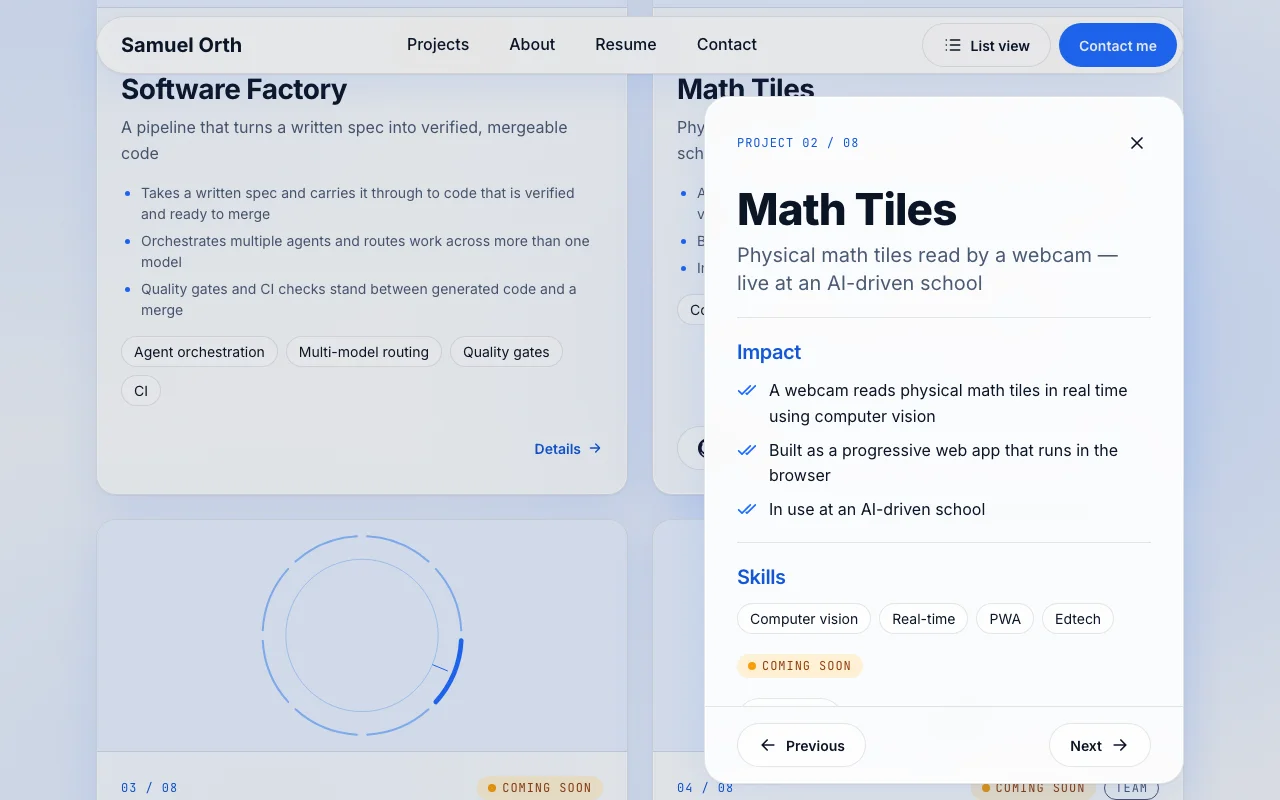 Samuel Orth
Projects
About
Resume
Contact
List view
Contact me
Software Factory
A pipeline that turns a written spec into verified, mergeable
code
Takes a written spec and carries it through to code that is verified
and ready to merge
Orchestrates multiple agents and routes work across more than one
model
Quality gates and CI checks stand between generated code and a
merge
Agent orchestration
Multi-model routing
Quality gates
CI
Details
Math Tiles
PROJECT 02 / 08
Math Tiles
Physical math tiles read by a webcam —
live at an AI-driven school
Impact
A webcam reads physical math tiles in real time
using computer vision
Built as a progressive web app that runs in the
browser
In use at an AI-driven school
Skills
Computer vision
Real-time
PWA
Edtech
COMING SOON
Previous
Next
03 / 08
COMING SOON
04 / 08
COMING SOON
TEAM